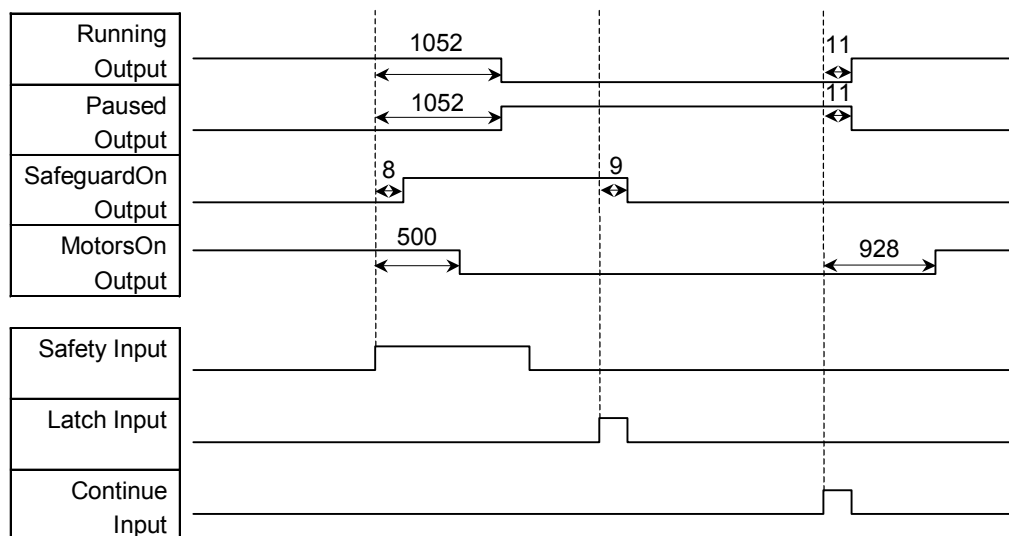 Running
Output
1052
11
Paused
Output
1052
11
SafeguardOn
Output
8
9
MotorsOn
Output
500
928
Safety Input
Latch Input
Continue
Input